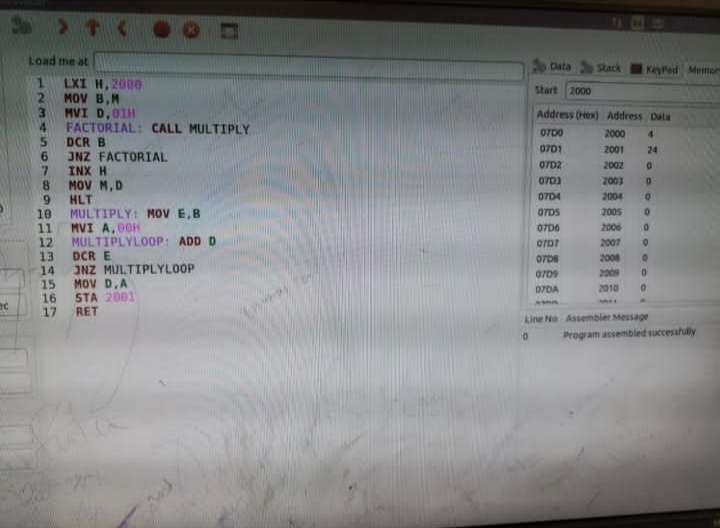 Load me at
1 LXI H,2000
2 MOV B,M
3 MVI D,01H
4 FACTORIAL: CALL MULTIPLY
5 DCR B
6 JNZ FACTORIAL
7 INX H
8 MOV M,D
9 HLT
10 MULTIPLY: MOV E,B
11 MVI A,00H
12 MULTIPLYLOOP: ADD D
13 DCR E
14 JNZ MULTIPLYLOOP
15 MOV D,A
16 STA 2001
17 RET
Data Stack KeyPad Memory
Start 2000
Address (Hex) Address Data
07D0 2000 4
07D1 2001 24
07D2 2002 0
07D3 2003 0
07D4 2004 0
07D5 2005 0
07D6 2006 0
07D7 2007 0
07D8 2008 0
07D9 2009 0
07DA 2010 0
Line No Assembler Message
0 Program assembled successfully